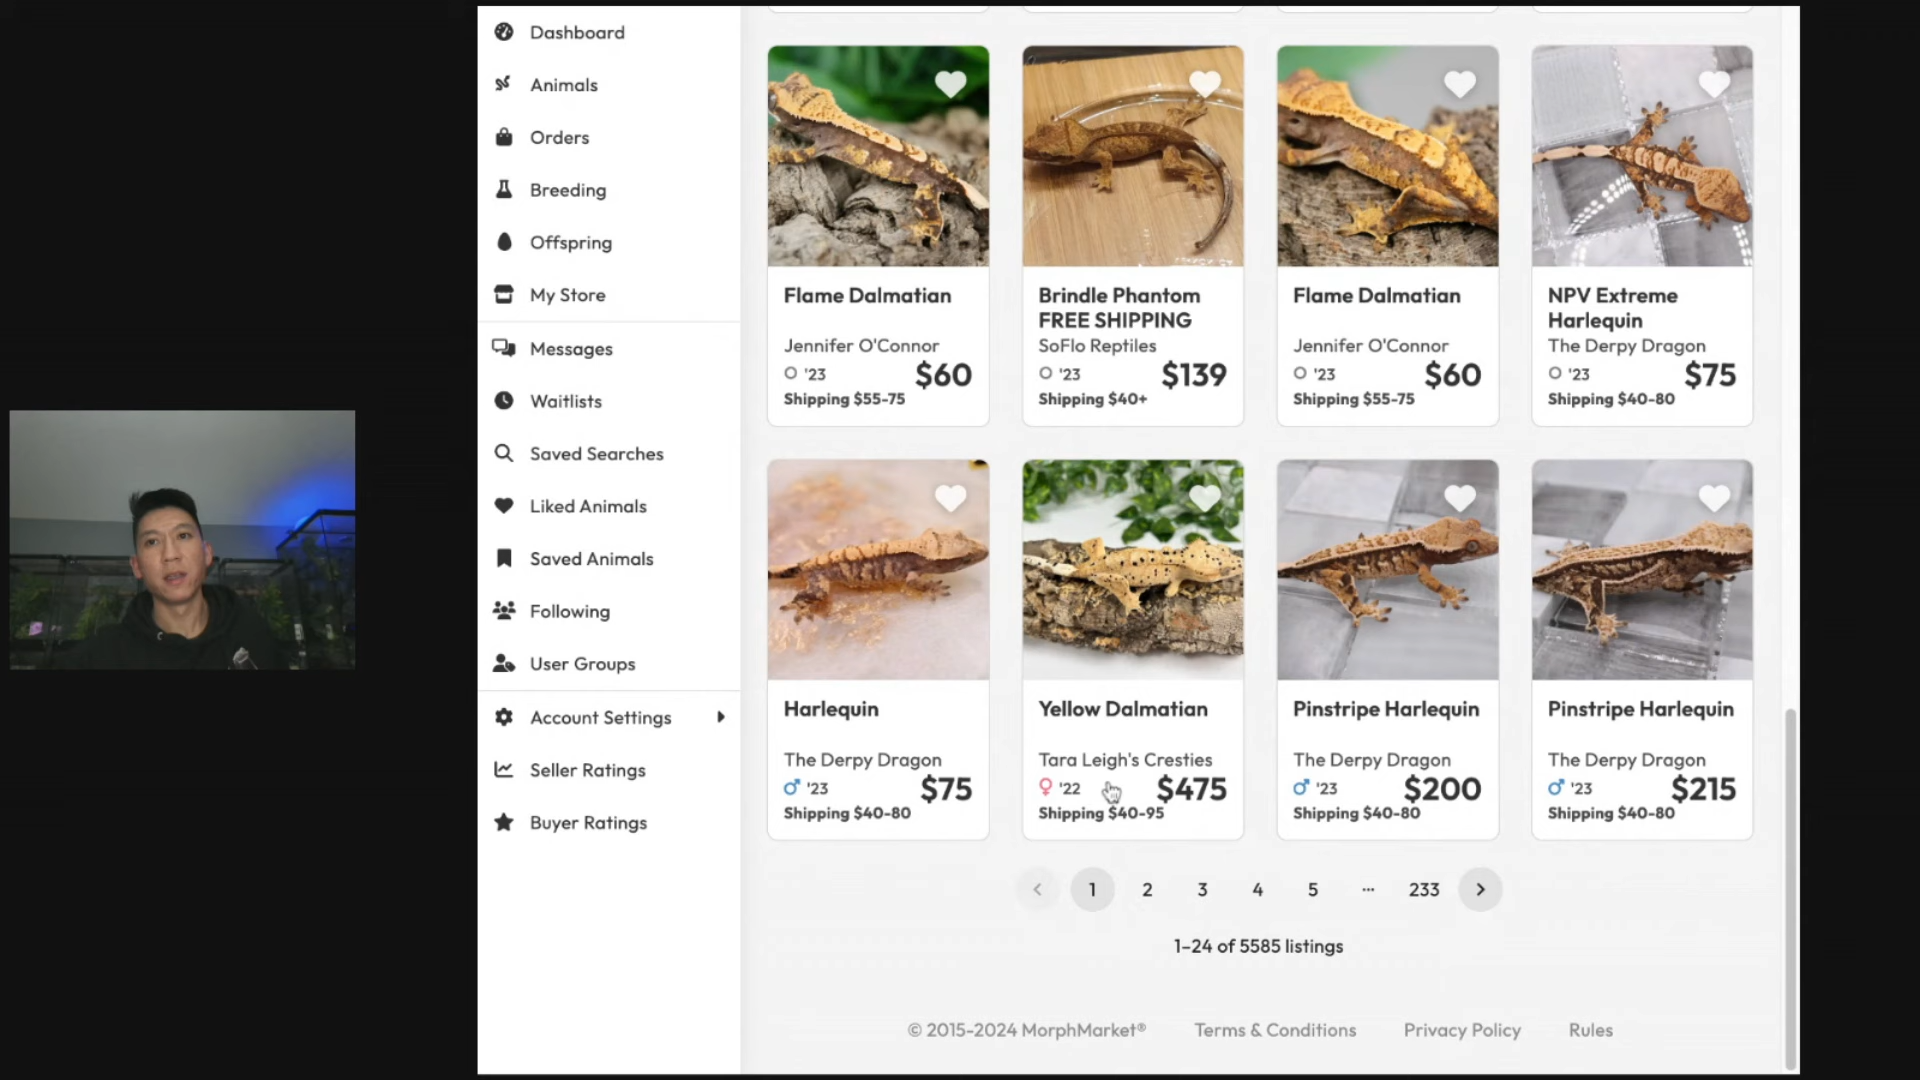 Dashboard
Animals
Orders
Breeding
Offspring
My Store
Messages
Waitlists
Saved Searches
Liked Animals
Saved Animals
Following
User Groups
Account Settings
Seller Ratings
Buyer Ratings
Flame Dalmatian
Jennifer O'Connor
'23 $60
Shipping $55-75
Brindle Phantom
FREE SHIPPING
SoFlo Reptiles
'23 $139
Shipping $40+
Flame Dalmatian
Jennifer O'Connor
'23 $60
Shipping $55-75
NPV Extreme
Harlequin
The Derpy Dragon
'23 $75
Shipping $40-80
Harlequin
The Derpy Dragon
♂ '23 $75
Shipping $40-80
Yellow Dalmatian
Tara Leigh's Cresties
♀ '22 $475
Shipping $40-95
Pinstripe Harlequin
The Derpy Dragon
♂ '23 $200
Shipping $40-80
Pinstripe Harlequin
The Derpy Dragon
♂ '23 $215
Shipping $40-80
1 2 3 4 5 ... 233
1-24 of 5585 listings
© 2015-2024 MorphMarket® Terms & Conditions Privacy Policy Rules